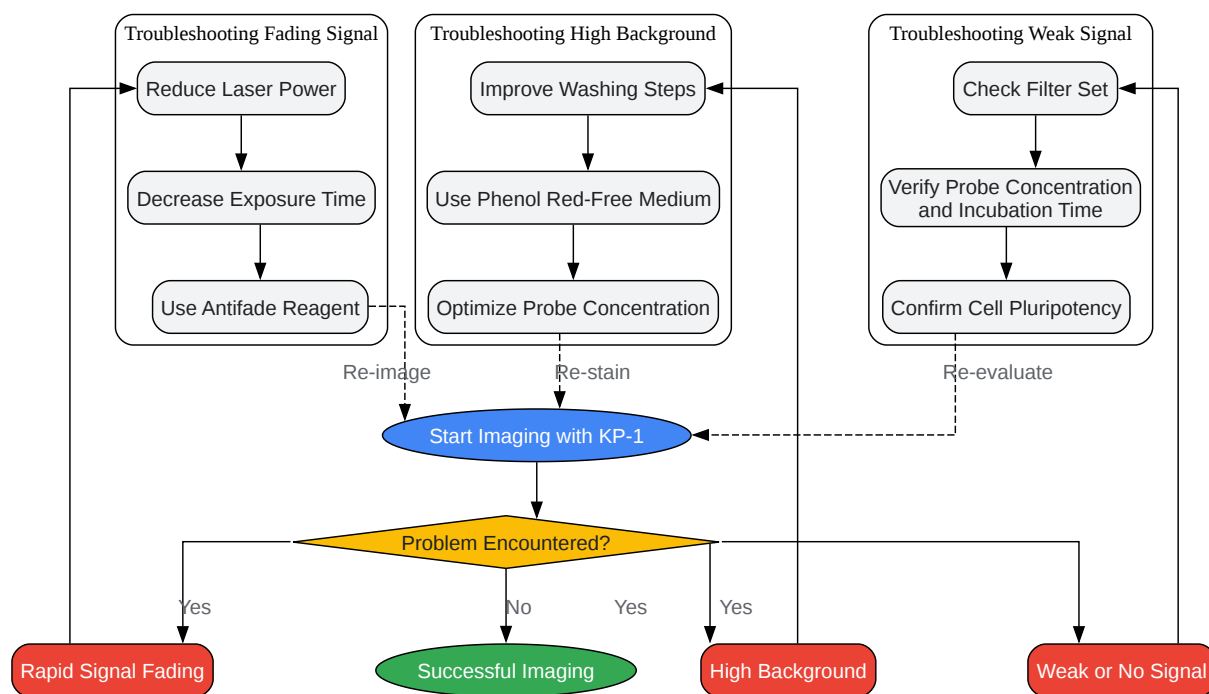 Troubleshooting Fading Signal
Troubleshooting High Background
Troubleshooting Weak Signal
Reduce Laser Power
Improve Washing Steps
Check Filter Set
Decrease Exposure Time
Use Phenol Red-Free Medium
Verify Probe Concentration
and Incubation Time
Use Antifade Reagent
Optimize Probe Concentration
Confirm Cell Pluripotency
Re-image
Re-stain
Re-evaluate
Start Imaging with KP-1
Problem Encountered?
Yes
No
Yes
Yes
Rapid Signal Fading
Successful Imaging
High Background
Weak or No Signal